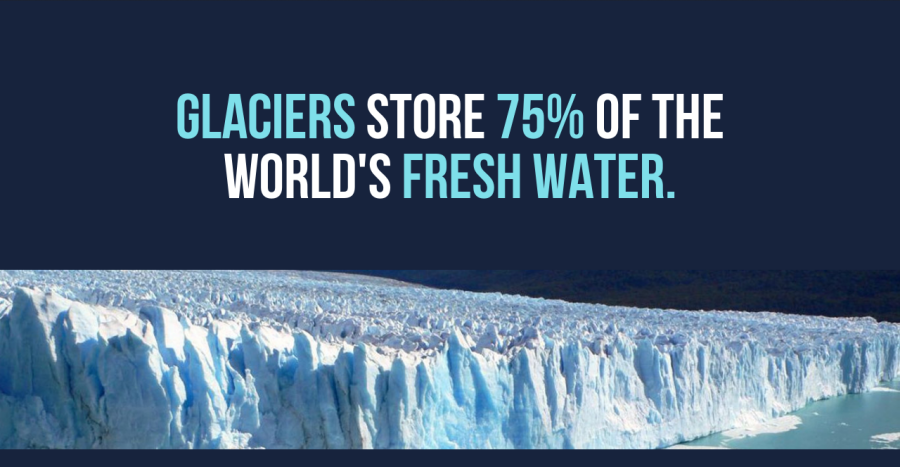 GLACIERS STORE 75% OF THE
WORLD'S FRESH WATER.